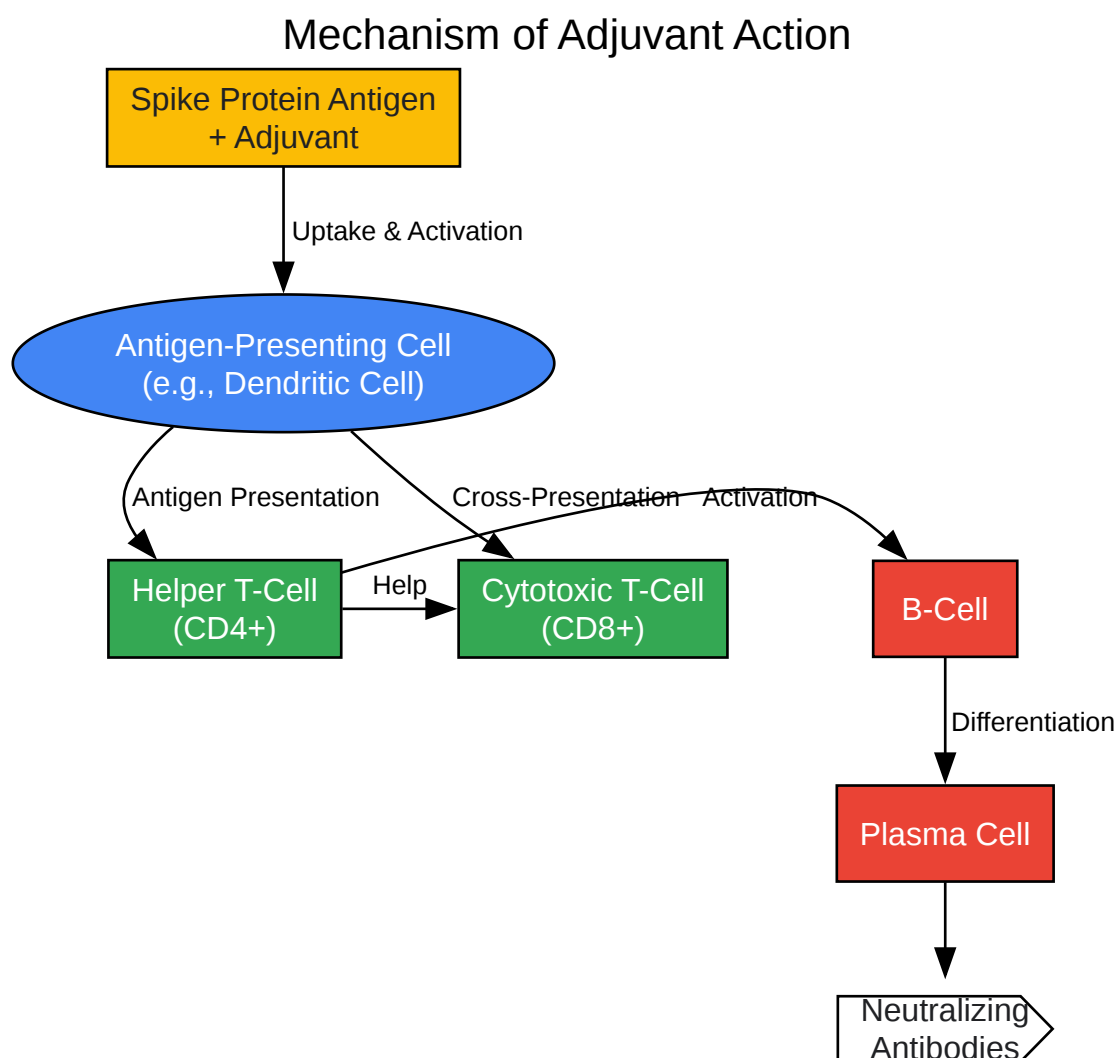 Mechanism of Adjuvant Action
Spike Protein Antigen
+ Adjuvant
Uptake & Activation
Antigen-Presenting Cell
(e.g., Dendritic Cell)
Antigen Presentation
Cross-Presentation
Activation
Helper T-Cell
(CD4+)
Help
Cytotoxic T-Cell
(CD8+)
B-Cell
Differentiation
Plasma Cell
Neutralizing
Antibodies